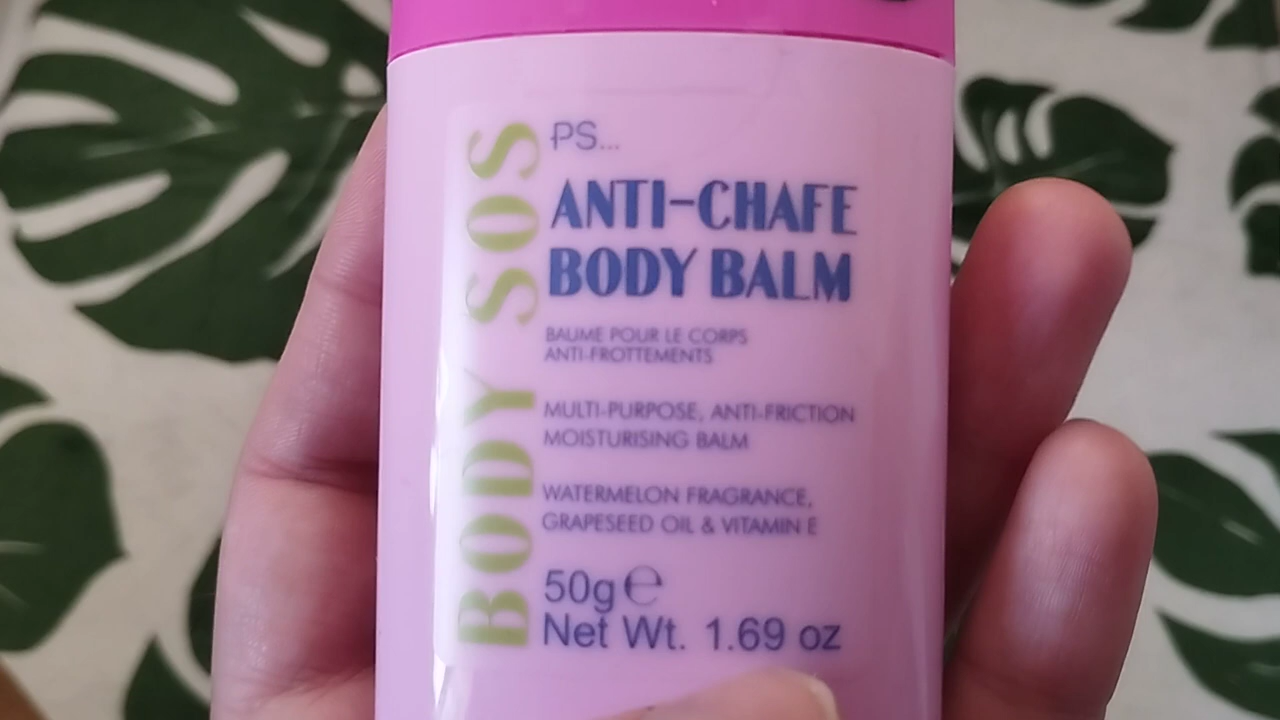 BODY SOS
PS...
ANTI-CHAFE
BODY BALM
BAUME POUR LE CORPS
ANTI-FROTTEMENTS
MULTI-PURPOSE, ANTI-FRICTION
MOISTURISING BALM
WATERMELON FRAGRANCE,
GRAPESEED OIL & VITAMIN E
50g ℮
Net Wt. 1.69 oz